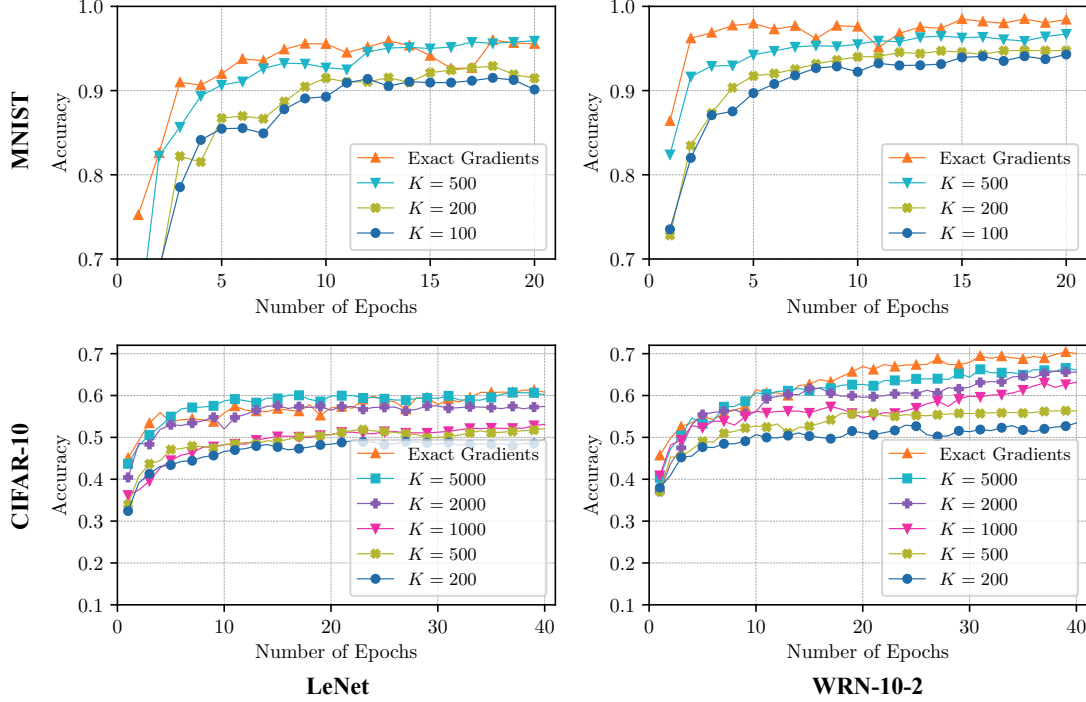 MNIST
Accuracy
1.0
0.9
0.8
0.7
0
5
10
15
20
Number of Epochs
Exact Gradients
K = 500
K = 200
K = 100
Accuracy
1.0
0.9
0.8
0.7
0
5
10
15
20
Number of Epochs
Exact Gradients
K = 500
K = 200
K = 100
CIFAR-10
Accuracy
0.7
0.6
0.5
0.4
0.3
0.2
0.1
0
10
20
30
40
Number of Epochs
Exact Gradients
K = 5000
K = 2000
K = 1000
K = 500
K = 200
LeNet
Accuracy
0.7
0.6
0.5
0.4
0.3
0.2
0.1
0
10
20
30
40
Number of Epochs
Exact Gradients
K = 5000
K = 2000
K = 1000
K = 500
K = 200
WRN-10-2